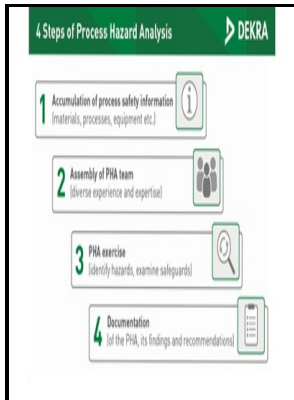 4 Steps of Process Hazard Analysis
DEKRA
1
Accumulation of process safety information
(materials, processes, equipment etc.)
2
Assembly of PHA team
(diverse experience and expertise)
3
PHA exercise
(identify hazards, examine safeguards)
4
Documentation
(of the PHA, its findings and recommendations)